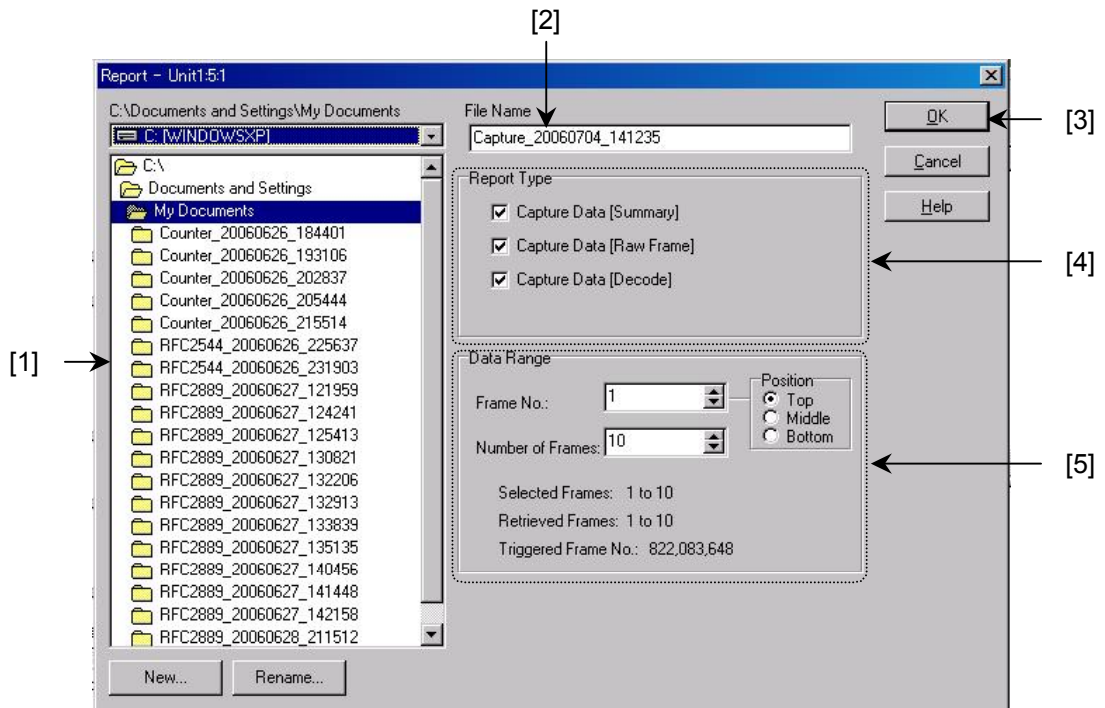 [2]
Report - Unit1:5:1
C:\Documents and Settings\My Documents
C: [WINDOWSXP]
C:\
Documents and Settings
My Documents
Counter_20060626_184401
Counter_20060626_193106
Counter_20060626_202837
Counter_20060626_205444
Counter_20060626_215514
RFC2544_20060626_225637
RFC2544_20060626_231903
RFC2889_20060627_121959
RFC2889_20060627_124241
RFC2889_20060627_125413
RFC2889_20060627_130821
RFC2889_20060627_132206
RFC2889_20060627_132913
RFC2889_20060627_133839
RFC2889_20060627_135135
RFC2889_20060627_140456
RFC2889_20060627_141448
RFC2889_20060627_142158
RFC2889_20060628_211512
New...
Rename...
[1]
File Name
Capture_20060704_141235
Report Type
Capture Data [Summary]
Capture Data [Raw Frame]
Capture Data [Decode]
Data Range
Frame No.: 1
Number of Frames: 10
Position
Top
Middle
Bottom
Selected Frames: 1 to 10
Retrieved Frames: 1 to 10
Triggered Frame No.: 822,083,648
OK
Cancel
Help
[3]
[4]
[5]